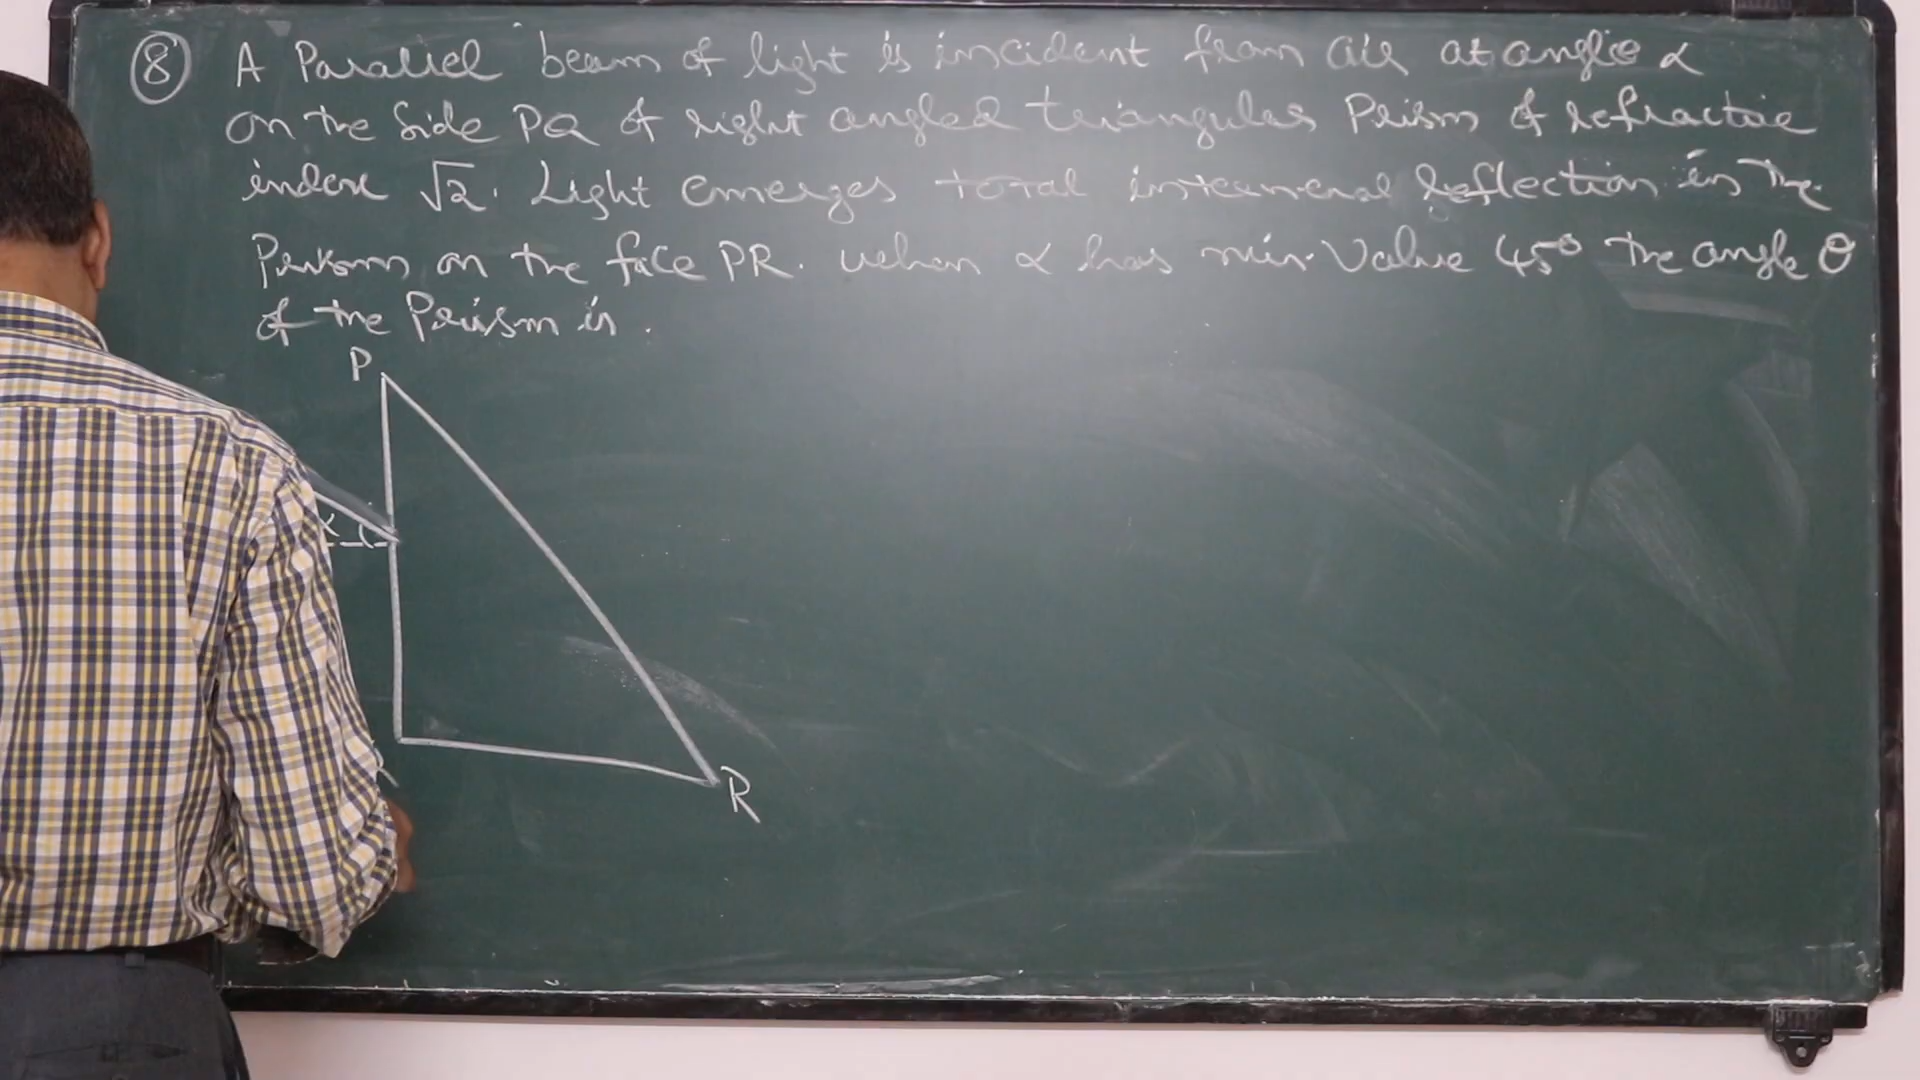 8 A Parallel beam of light is incident from air at angle α
on the side PQ of right angled triangular Prism of refractive
index √2. Light emerges total internal reflection in the
Prism on the face PR. when α has min. Value 45° the angle θ
of the Prism is.
P
α
R